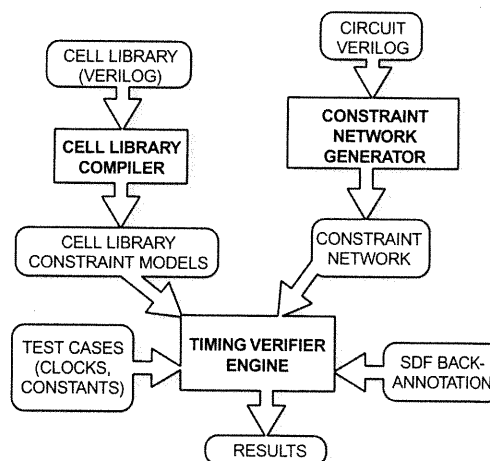 CELL LIBRARY
(VERILOG)
CIRCUIT
VERILOG
CELL LIBRARY
COMPILER
CONSTRAINT
NETWORK
GENERATOR
CELL LIBRARY
CONSTRAINT MODELS
CONSTRAINT
NETWORK
TEST CASES
(CLOCKS,
CONSTANTS)
TIMING VERIFIER
ENGINE
SDF BACK-
ANNOTATION
RESULTS